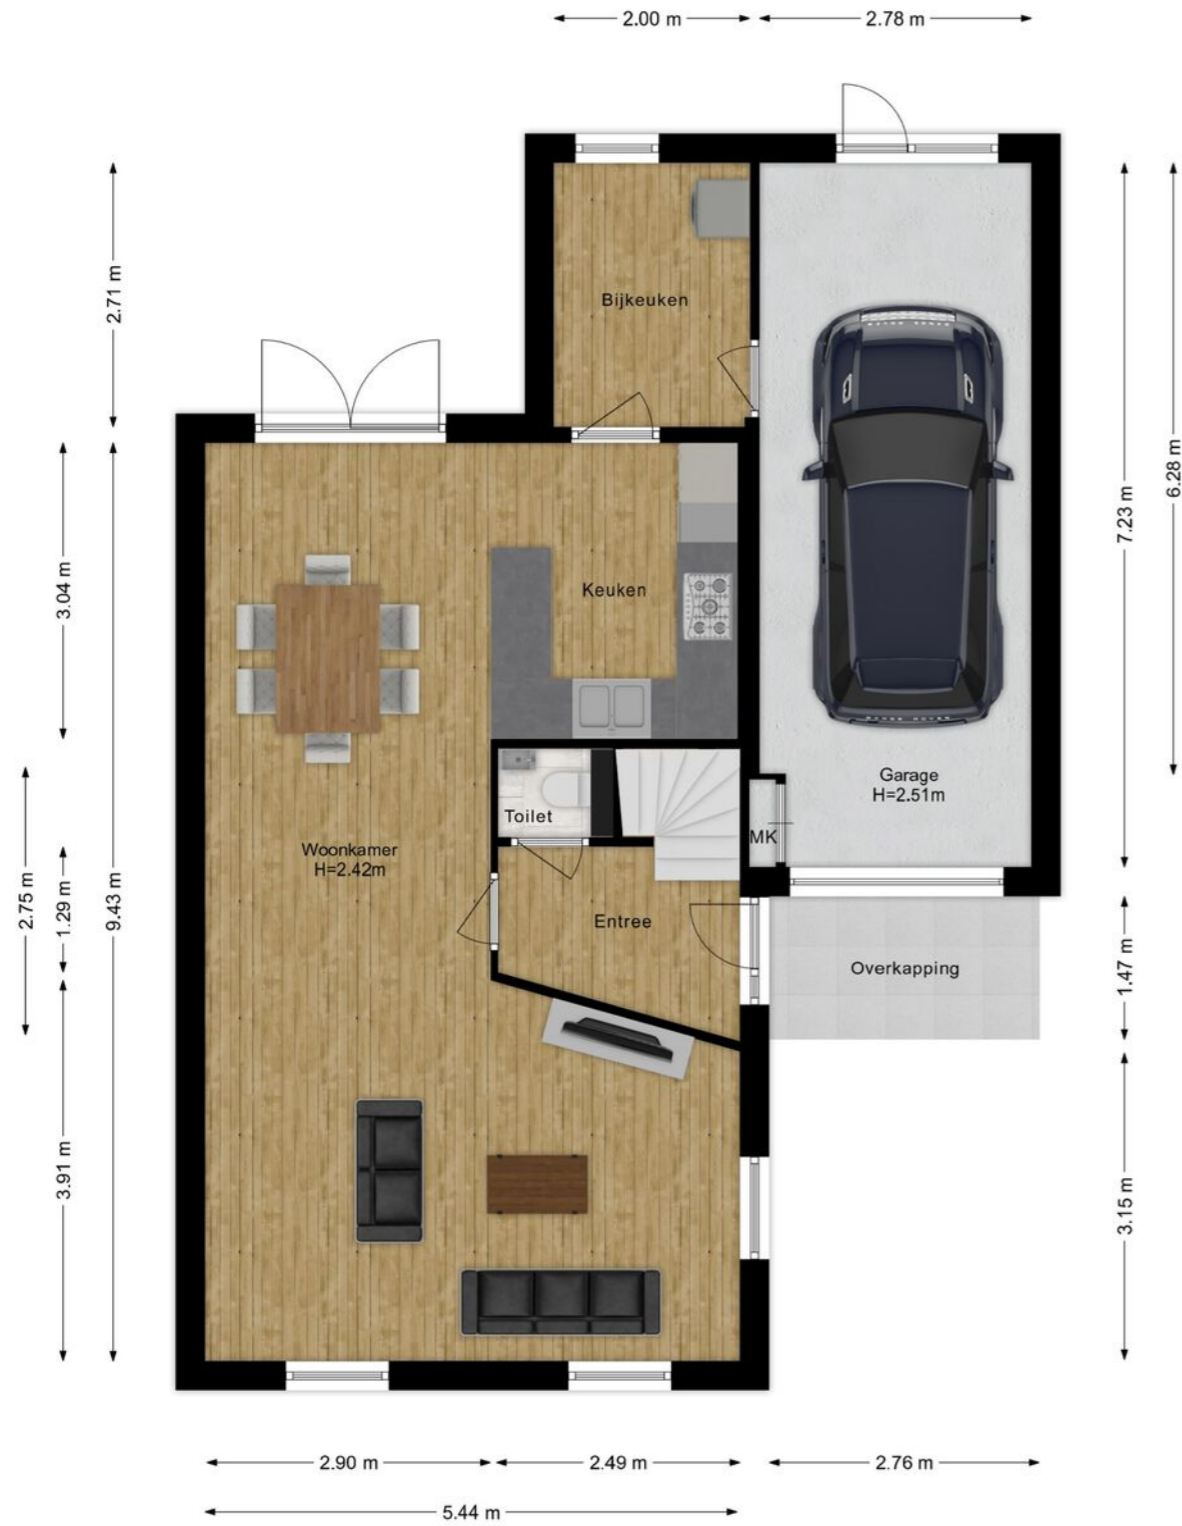 2.00 m
2.78 m
2.71 m
Bijkeuken
6.28 m
7.23 m
3.04 m
Keuken
Garage
H=2.51m
Toilet
MK
Woonkamer
H=2.42m
2.75 m
1.29 m
9.43 m
Entree
Overkapping
1.47 m
3.91 m
3.15 m
2.90 m
2.49 m
2.76 m
5.44 m